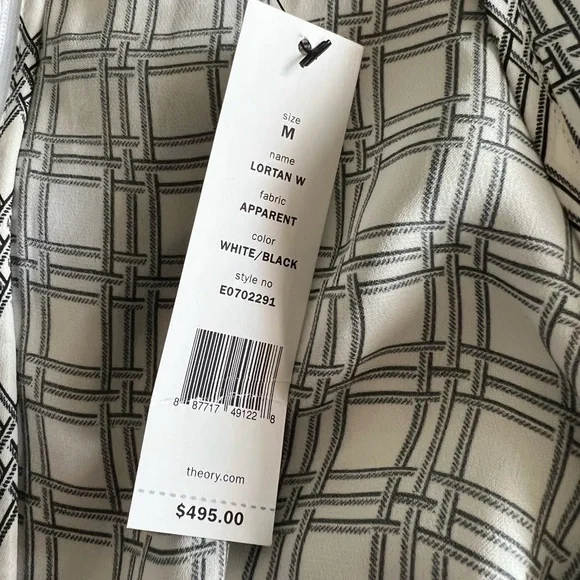 size
M
name
LORTAN W
fabric
APPARENT
color
WHITE/BLACK
style no
E0702291
8 87717 49122 8
theory.com
$495.00